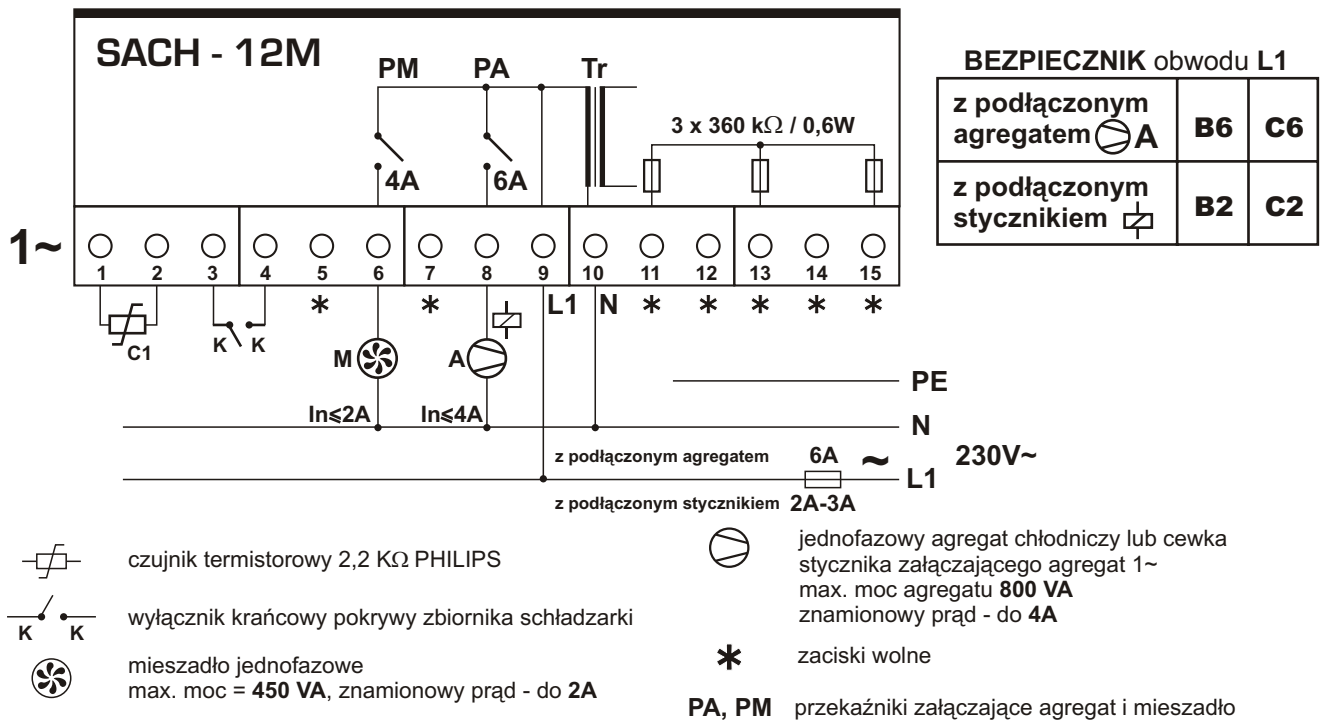 SACH - 12M
PM PA Tr
3 x 360 kΩ / 0,6W
4A 6A
1~
1 2 3 4 5 6 7 8 9 10 11 12 13 14 15
* * L1 N * * * * *
C1
K K
M A
In≤2A In≤4A
PE
N
z podłączonym agregatem 6A ~ 230V~
L1
z podłączonym stycznikiem 2A-3A
BEZPIECZNIK obwodu L1
z podłączonym
agregatem A B6 C6
z podłączonym
stycznikiem B2 C2
czujnik termistorowy 2,2 KΩ PHILIPS
K K wyłącznik krańcowy pokrywy zbiornika schładzarki
mieszadło jednofazowe
max. moc = 450 VA, znamionowy prąd - do 2A
jednofazowy agregat chłodniczy lub cewka
stycznika załączającego agregat 1~
max. moc agregatu 800 VA
znamionowy prąd - do 4A
* zaciski wolne
PA, PM przekaźniki załączające agregat i mieszadło